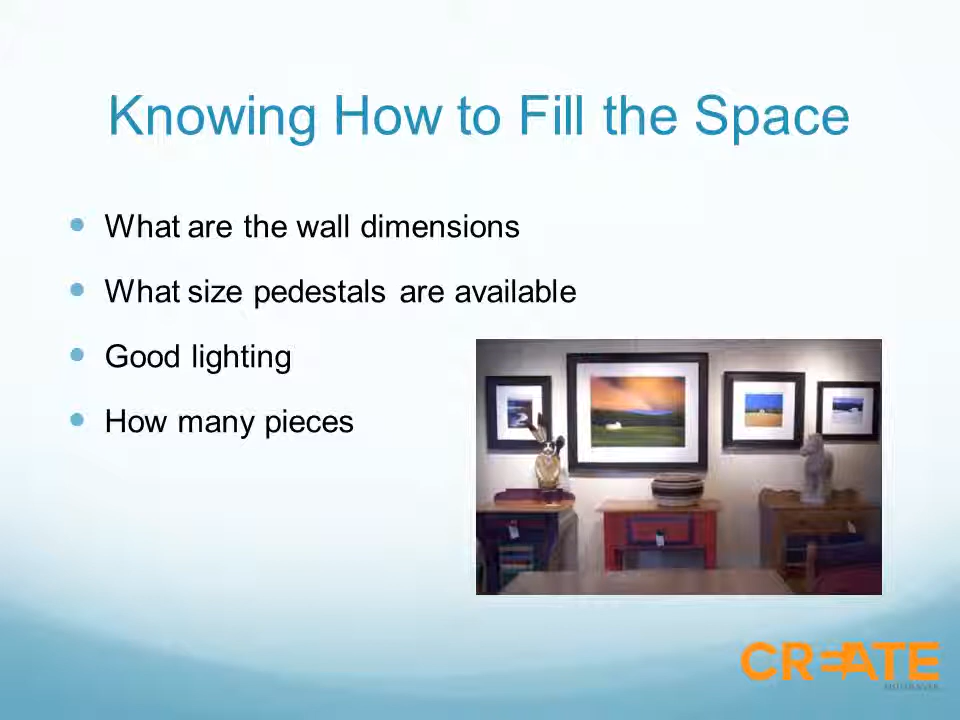 Knowing How to Fill the Space
What are the wall dimensions
What size pedestals are available
Good lighting
How many pieces
CREATE